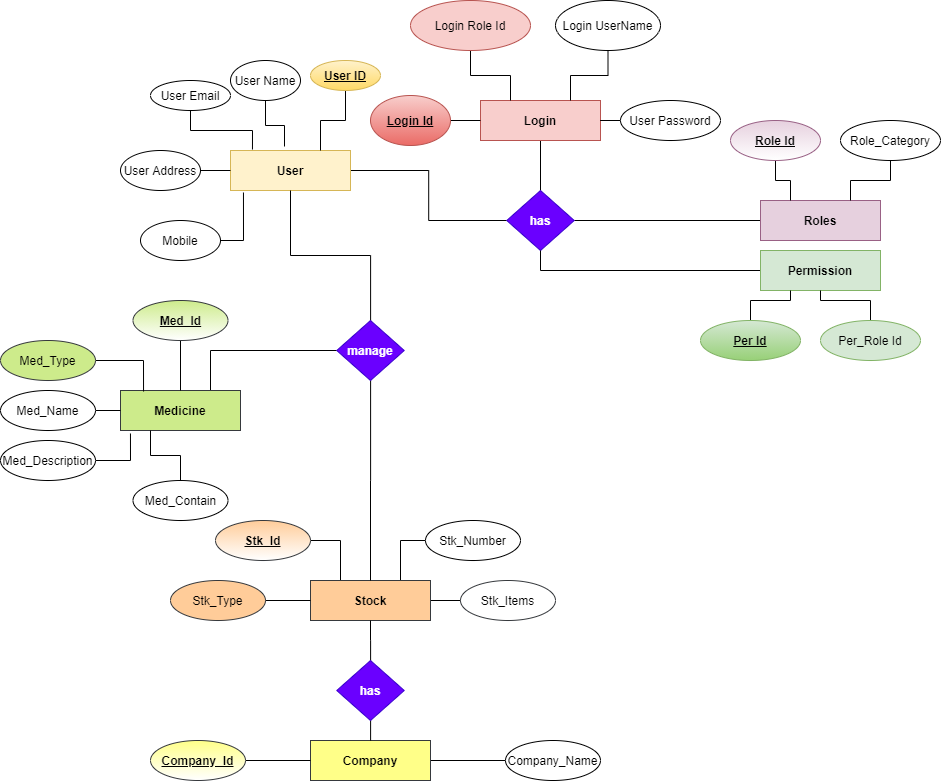 Login Role Id
Login UserName
User ID
User Name
User Email
Login Id
Login
User Password
Role Id
Role_Category
User Address
User
has
Roles
Mobile
Permission
Med_Id
manage
Per Id
Per_Role Id
Med_Type
Med_Name
Medicine
Med_Description
Med_Contain
Stk_Id
Stk_Number
Stk_Type
Stock
Stk_Items
has
Company_Id
Company
Company_Name